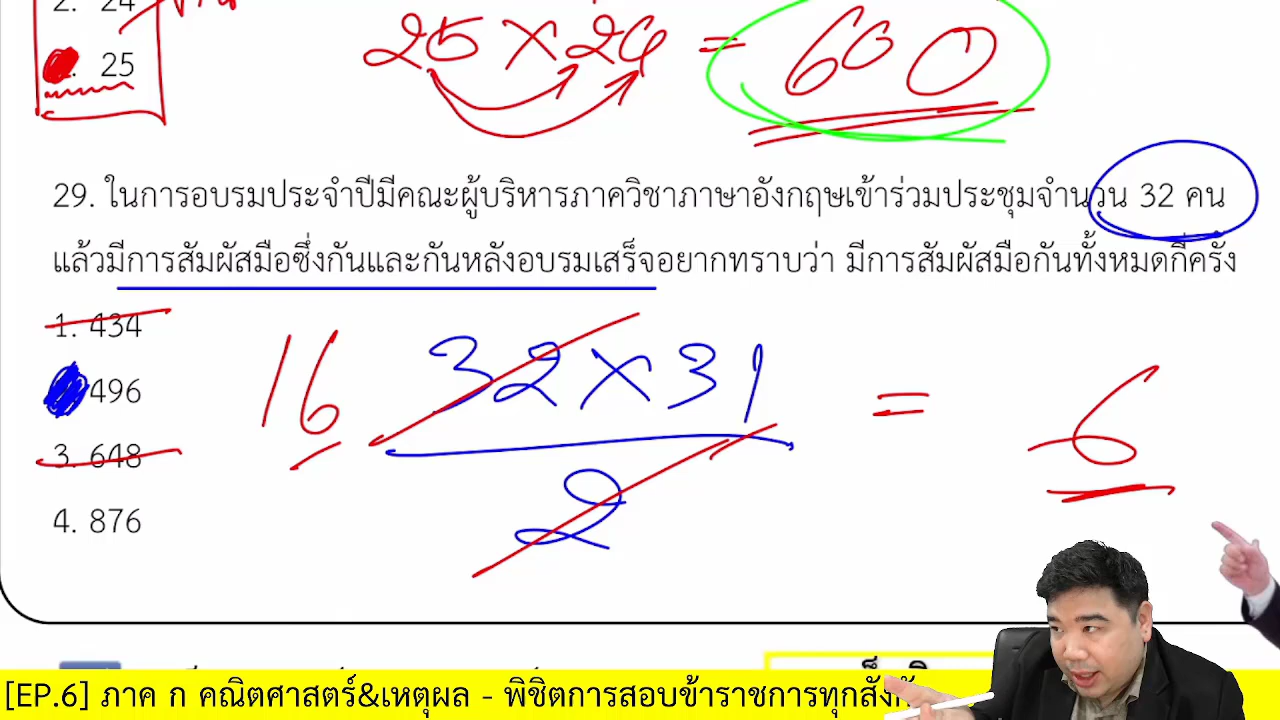 2. 24
25
25 X 24 = 600
29. ในการอบรมประจำปีมีคณะผู้บริหารภาควิชาภาษาอังกฤษเข้าร่วมประชุมจำนวน 32 คน
แล้วมีการสัมผัสมือซึ่งกันและกันหลังอบรมเสร็จอยากทราบว่า มีการสัมผัสมือกันทั้งหมดกี่ครั้ง
1. 434
496
3. 648
4. 876
16
32 X 31
2
= 6
[EP.6] ภาค ก คณิตศาสตร์&เหตุผล - พิชิตการสอบข้าราชการทุกสังกั